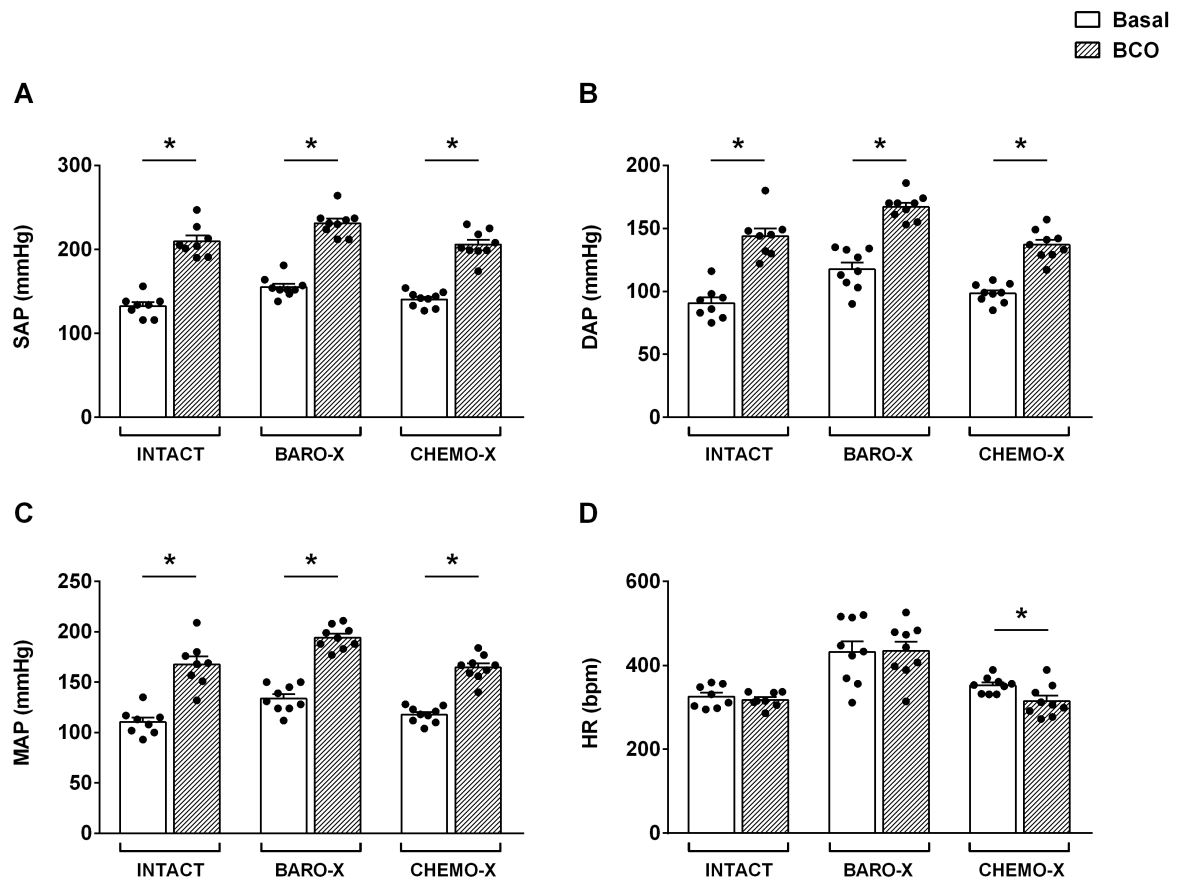 Basal
BCO
A
B
* * *
* * *
SAP (mmHg)
300
200
100
0
INTACT BARO-X CHEMO-X
DAP (mmHg)
200
150
100
50
0
INTACT BARO-X CHEMO-X
C
D
* * *
*
MAP (mmHg)
250
200
150
100
50
0
INTACT BARO-X CHEMO-X
HR (bpm)
600
400
200
0
INTACT BARO-X CHEMO-X